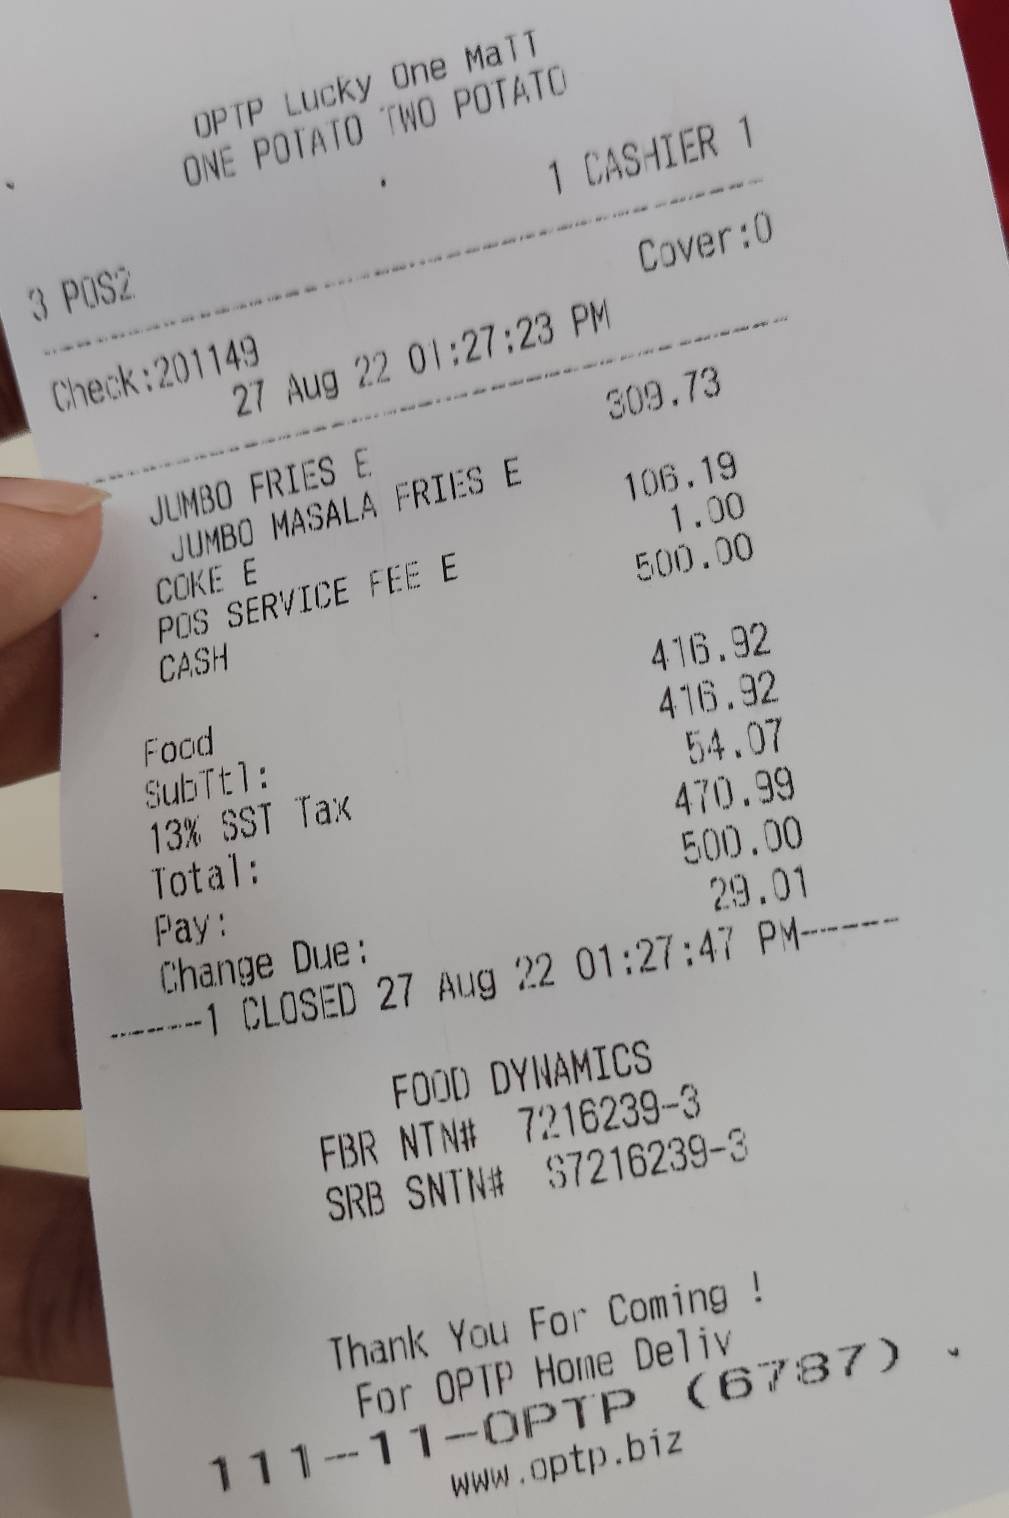 OPTP Lucky One MaTT
ONE POTATO TWO POTATO
1 CASHIER 1
3 POS2
Cover:0
Check:201149
27 Aug 22 01:27:23 PM
JUMBO FRIES E 309.73
JUMBO MASALA FRIES E
COKE E 106.19
POS SERVICE FEE E 1.00
CASH 500.00
Food 416.92
SubTtl: 416.92
13% SST Tax 54.07
Total: 470.99
Pay: 500.00
Change Due: 29.01
-------1 CLOSED 27 Aug 22 01:27:47 PM------
FOOD DYNAMICS
FBR NTN# 7216239-3
SRB SNTN# S7216239-3
Thank You For Coming !
For OPTP Home Deliv
111-11-OPTP (6787)
www.optp.biz